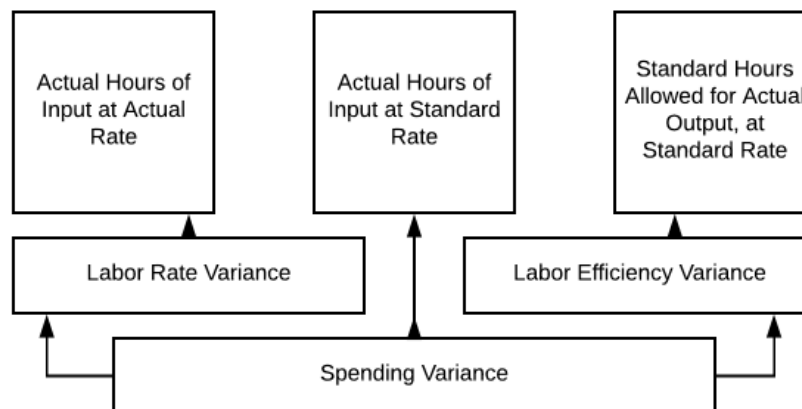 Actual Hours of
Input at Actual
Rate
Actual Hours of
Input at Standard
Rate
Standard Hours
Allowed for Actual
Output, at
Standard Rate
Labor Rate Variance
Labor Efficiency Variance
Spending Variance